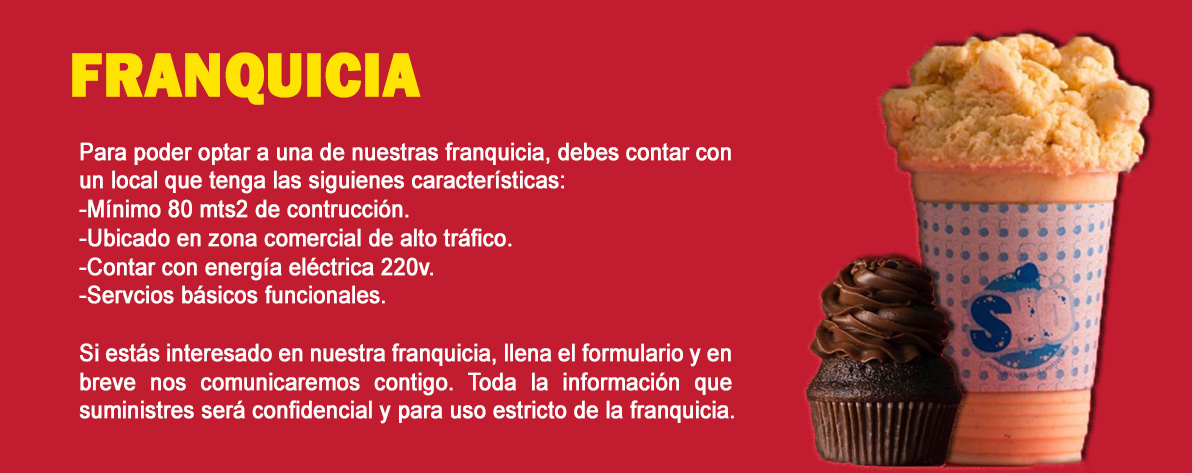 FRANQUICIA
Para poder optar a una de nuestras franquicia, debes contar con
un local que tenga las siguienes características:
-Mínimo 80 mts2 de contrucción.
-Ubicado en zona comercial de alto tráfico.
-Contar con energía eléctrica 220v.
-Servcios básicos funcionales.
Si estás interesado en nuestra franquicia, llena el formulario y en
breve nos comunicaremos contigo. Toda la información que
suministres será confidencial y para uso estricto de la franquicia.